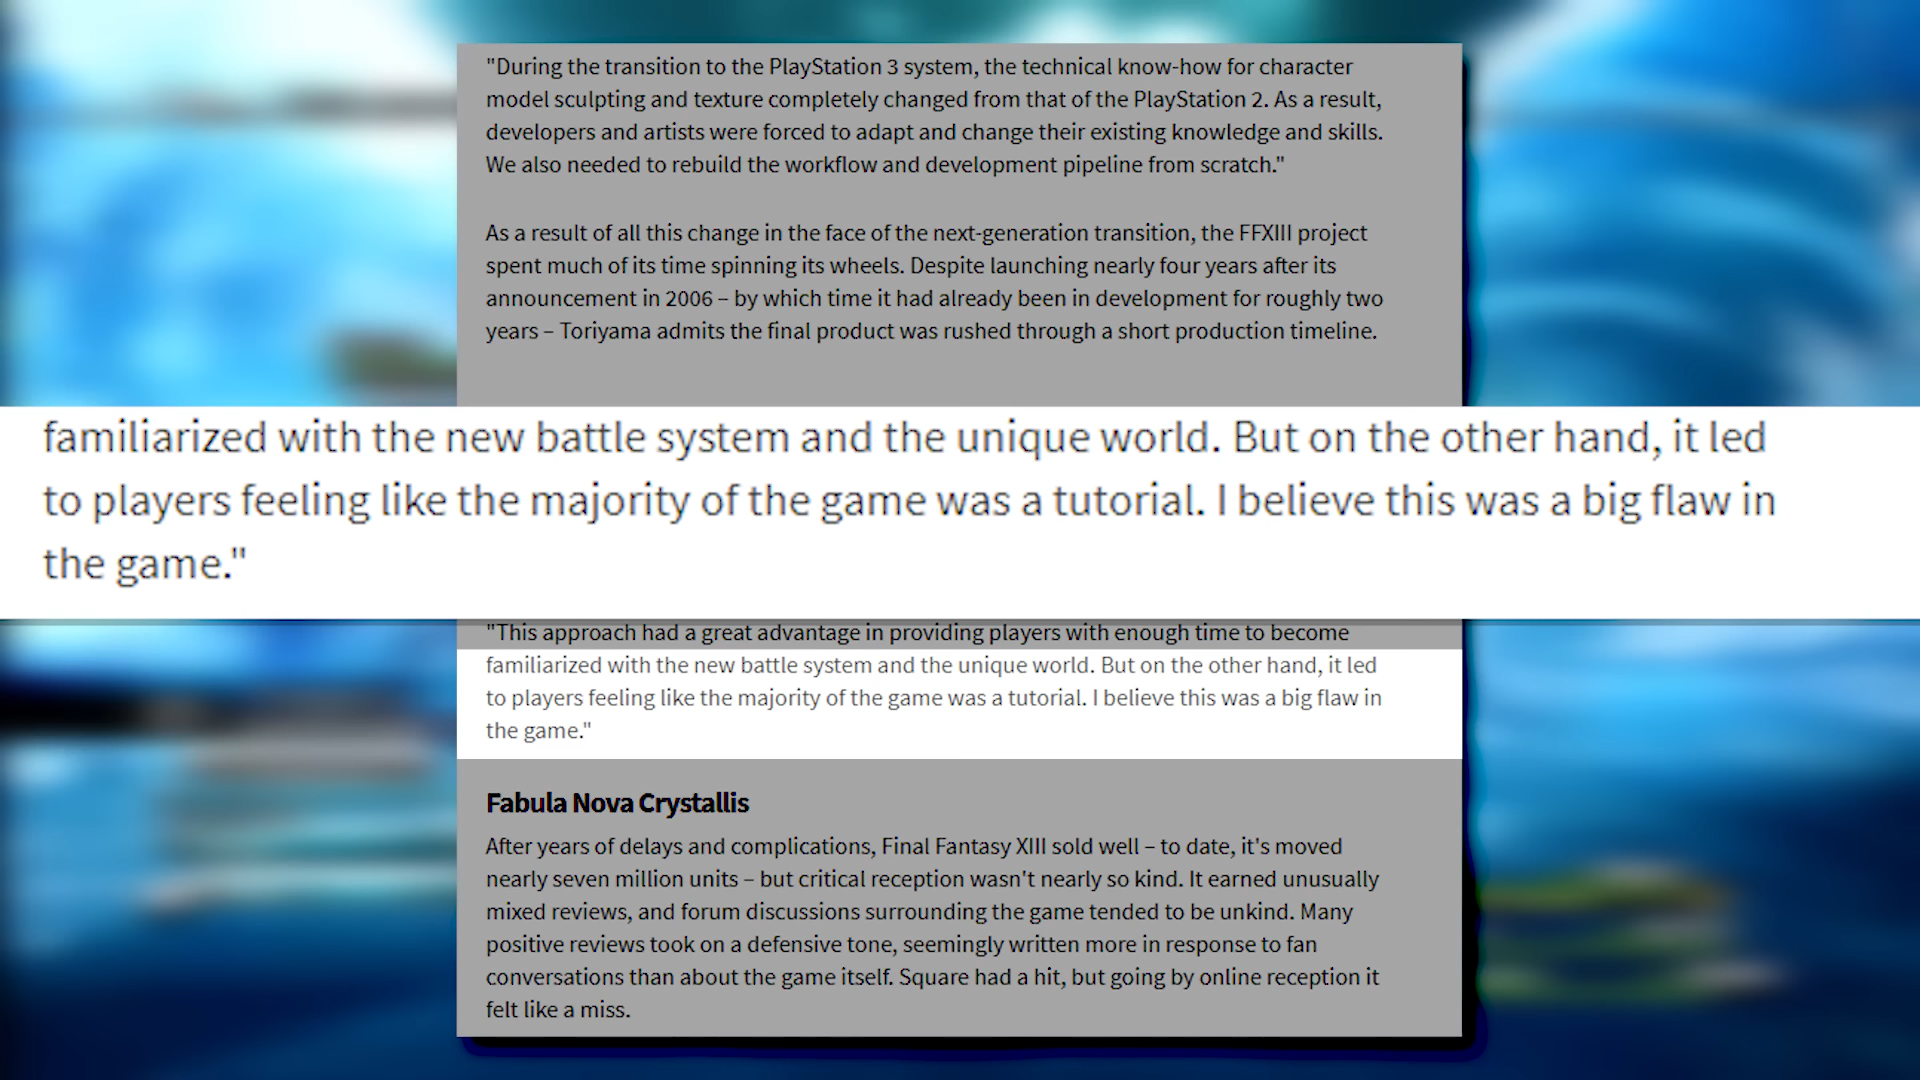 "During the transition to the PlayStation 3 system, the technical know-how for character
model sculpting and texture completely changed from that of the PlayStation 2. As a result,
developers and artists were forced to adapt and change their existing knowledge and skills.
We also needed to rebuild the workflow and development pipeline from scratch."
As a result of all this change in the face of the next-generation transition, the FFXIII project
spent much of its time spinning its wheels. Despite launching nearly four years after its
announcement in 2006 – by which time it had already been in development for roughly two
years – Toriyama admits the final product was rushed through a short production timeline.
familiarized with the new battle system and the unique world. But on the other hand, it led
to players feeling like the majority of the game was a tutorial. I believe this was a big flaw in
the game."
"This approach had a great advantage in providing players with enough time to become
familiarized with the new battle system and the unique world. But on the other hand, it led
to players feeling like the majority of the game was a tutorial. I believe this was a big flaw in
the game."
Fabula Nova Crystallis
After years of delays and complications, Final Fantasy XIII sold well – to date, it's moved
nearly seven million units – but critical reception wasn't nearly so kind. It earned unusually
mixed reviews, and forum discussions surrounding the game tended to be unkind. Many
positive reviews took on a defensive tone, seemingly written more in response to fan
conversations than about the game itself. Square had a hit, but going by online reception it
felt like a miss.